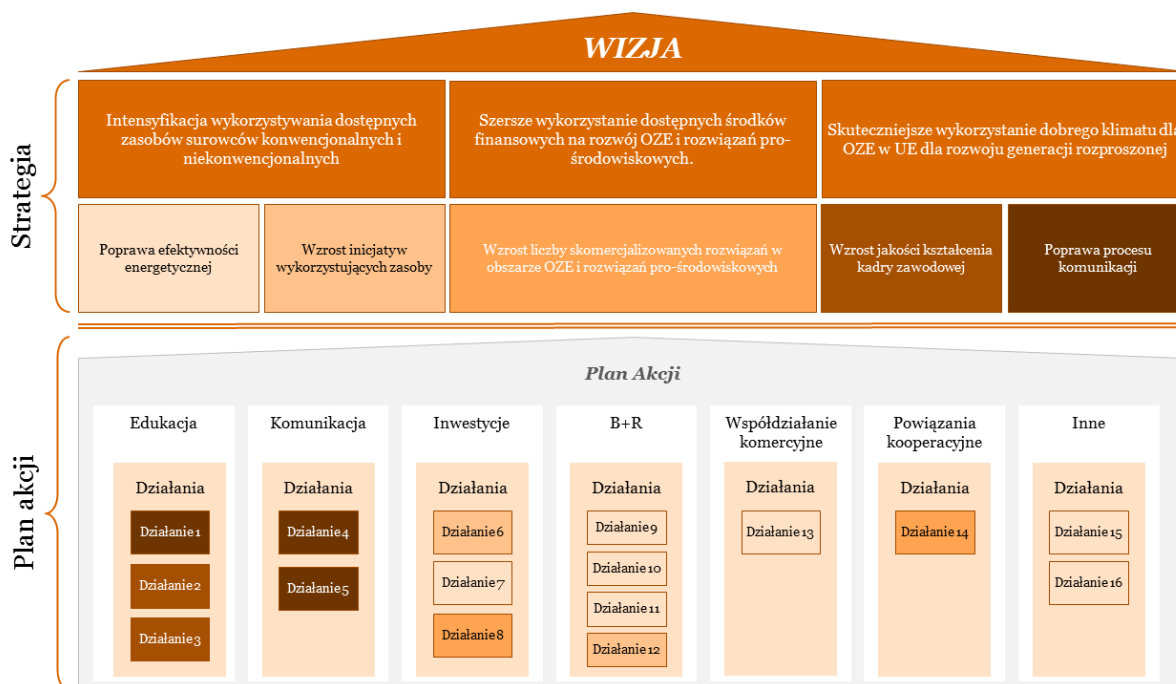 WIZJA
Strategia
Intensyfikacja wykorzystywania dostępnych
zasobów surowców konwencjonalnych i
niekonwencjonalnych
Szersze wykorzystanie dostępnych środków
finansowych na rozwój OZE i rozwiązań pro-
środowiskowych.
Skuteczniejsze wykorzystanie dobrego klimatu dla
OZE w UE dla rozwoju generacji rozproszonej
Poprawa efektywności
energetycznej
Wzrost inicjatyw
wykorzystujących zasoby
Wzrost liczby skomercjalizowanych rozwiązań w
obszarze OZE i rozwiązań pro-środowiskowych
Wzrost jakości kształcenia
kadry zawodowej
Poprawa procesu
komunikacji
Plan akcji
Plan Akcji
Edukacja
Działania
Działanie 1
Działanie 2
Działanie 3
Komunikacja
Działania
Działanie 4
Działanie 5
Inwestycje
Działania
Działanie 6
Działanie 7
Działanie 8
B+R
Działania
Działanie 9
Działanie 10
Działanie 11
Działanie 12
Współdziałanie
komercyjne
Działania
Działanie 13
Powiązania
kooperacyjne
Działania
Działanie 14
Inne
Działania
Działanie 15
Działanie 16